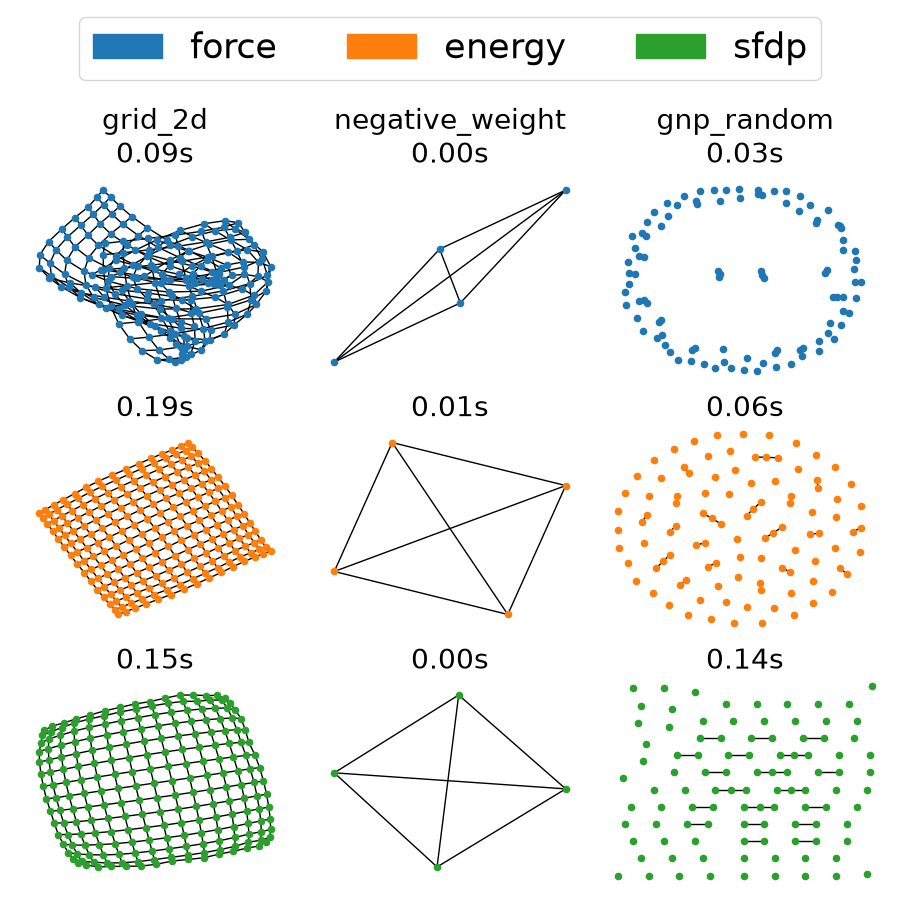 force energy sfdp
grid_2d negative_weight gnp_random
0.09s 0.00s 0.03s
0.19s 0.01s 0.06s
0.15s 0.00s 0.14s